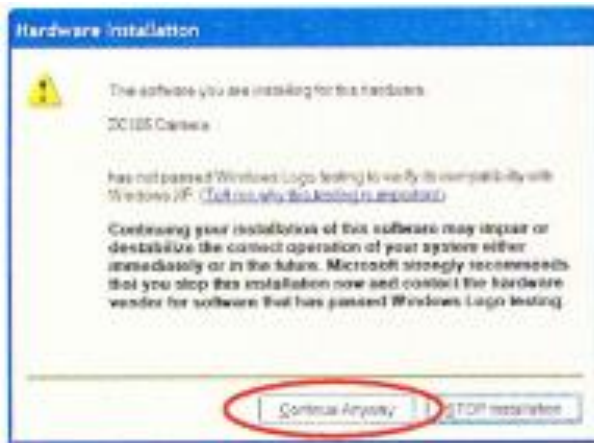 Hardware Installation
The software you are installing for this hardware:
Camera
has not passed Windows Logo testing to verify its compatibility with
Windows XP. (Tell me why this testing is important.)
Continuing your installation of this software may impair or
destabilize the correct operation of your system either
immediately or in the future. Microsoft strongly recommends
that you stop this installation now and contact the hardware
vendor for software that has passed Windows Logo testing.
Continue Anyway
STOP Installation